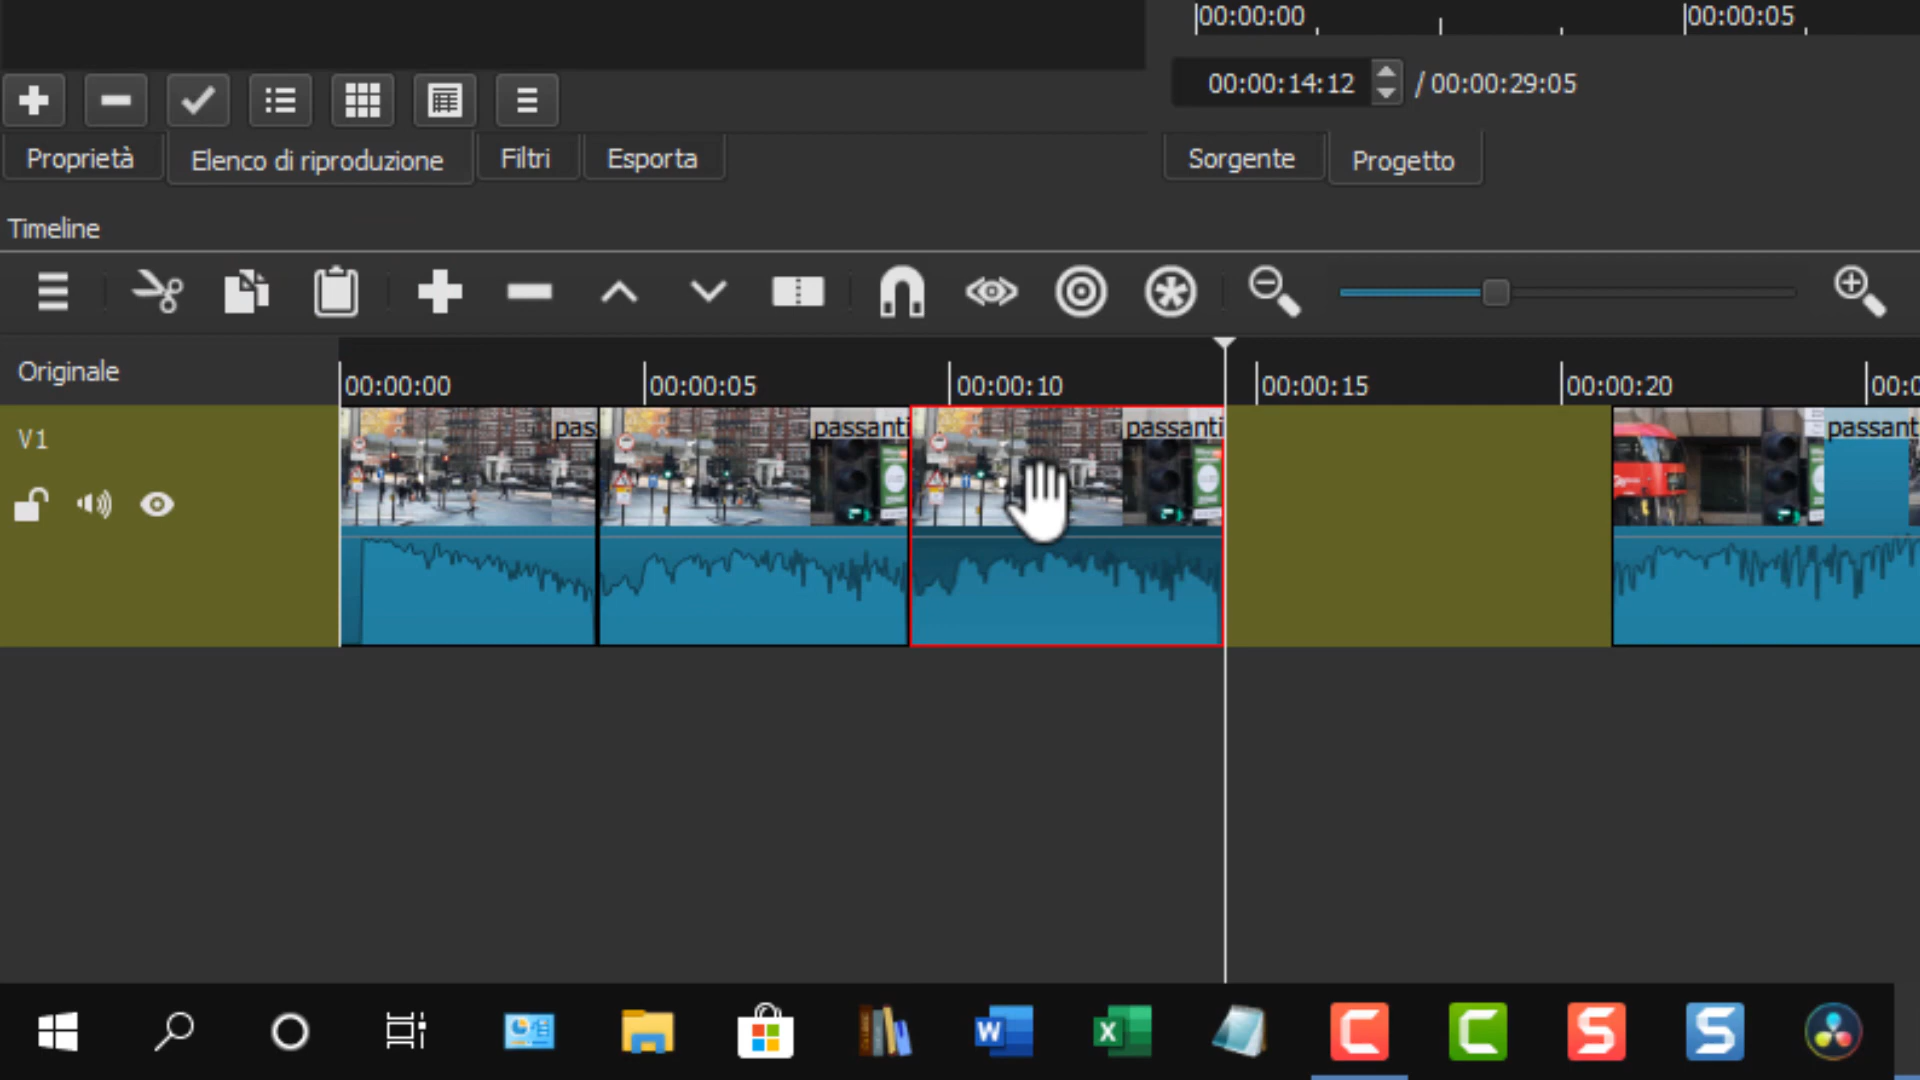 00:00:00
00:00:05
00:00:14:12 / 00:00:29:05
Proprietà
Elenco di riproduzione
Filtri
Esporta
Sorgente
Progetto
Timeline
Originale
00:00:00
00:00:05
00:00:10
00:00:15
00:00:20
00:0
V1
pas
passanti
passanti
passant